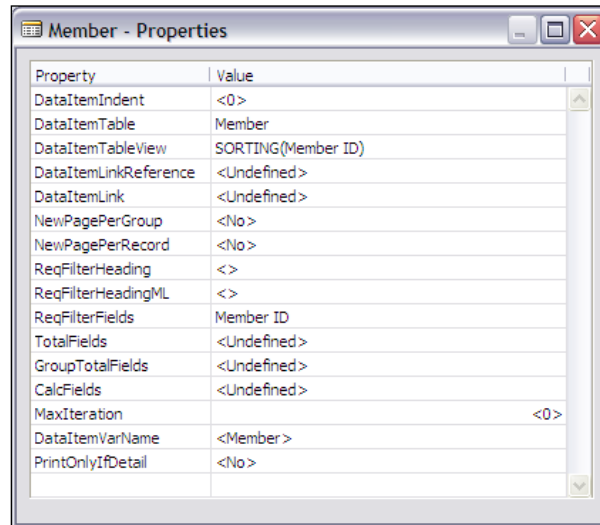 Member - Properties
Property Value
DataItemIndent <0>
DataItemTable Member
DataItemTableView SORTING(Member ID)
DataItemLinkReference <Undefined>
DataItemLink <Undefined>
NewPagePerGroup <No>
NewPagePerRecord <No>
ReqFilterHeading <>
ReqFilterHeadingML <>
ReqFilterFields Member ID
TotalFields <Undefined>
GroupTotalFields <Undefined>
CalcFields <Undefined>
MaxIteration <0>
DataItemVarName <Member>
PrintOnlyIfDetail <No>